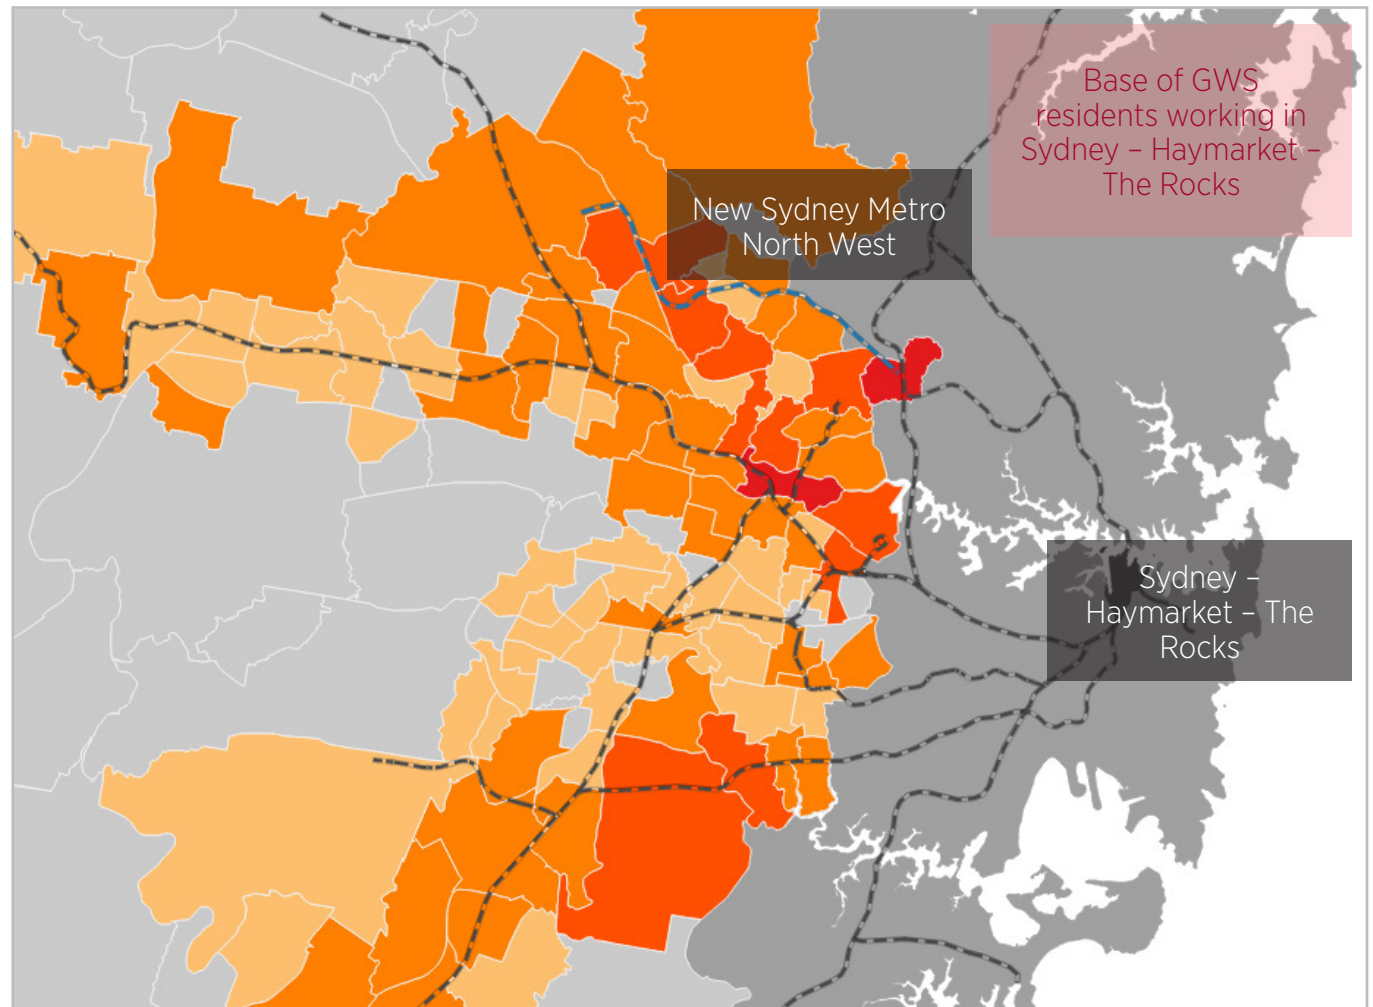 Base of GWS
residents working in
Sydney – Haymarket –
The Rocks
New Sydney Metro
North West
Sydney –
Haymarket – The
Rocks